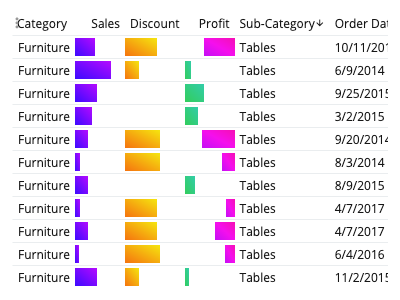 Category Sales Discount Profit Sub-Category↓ Order Dat
Furniture Tables 10/11/201
Furniture Tables 6/9/2014
Furniture Tables 9/25/2015
Furniture Tables 3/2/2015
Furniture Tables 9/20/2014
Furniture Tables 8/3/2014
Furniture Tables 8/9/2015
Furniture Tables 4/7/2017
Furniture Tables 4/7/2017
Furniture Tables 6/4/2016
Furniture Tables 11/2/2015